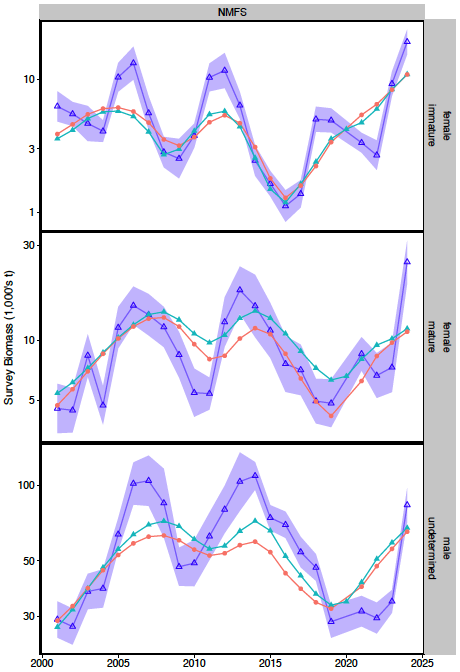 NMFS
10
3
1
female
immature
30
10
5
female
mature
100
50
30
male
undetermined
Survey Biomass (1,000's t)
2000 2005 2010 2015 2020 2025